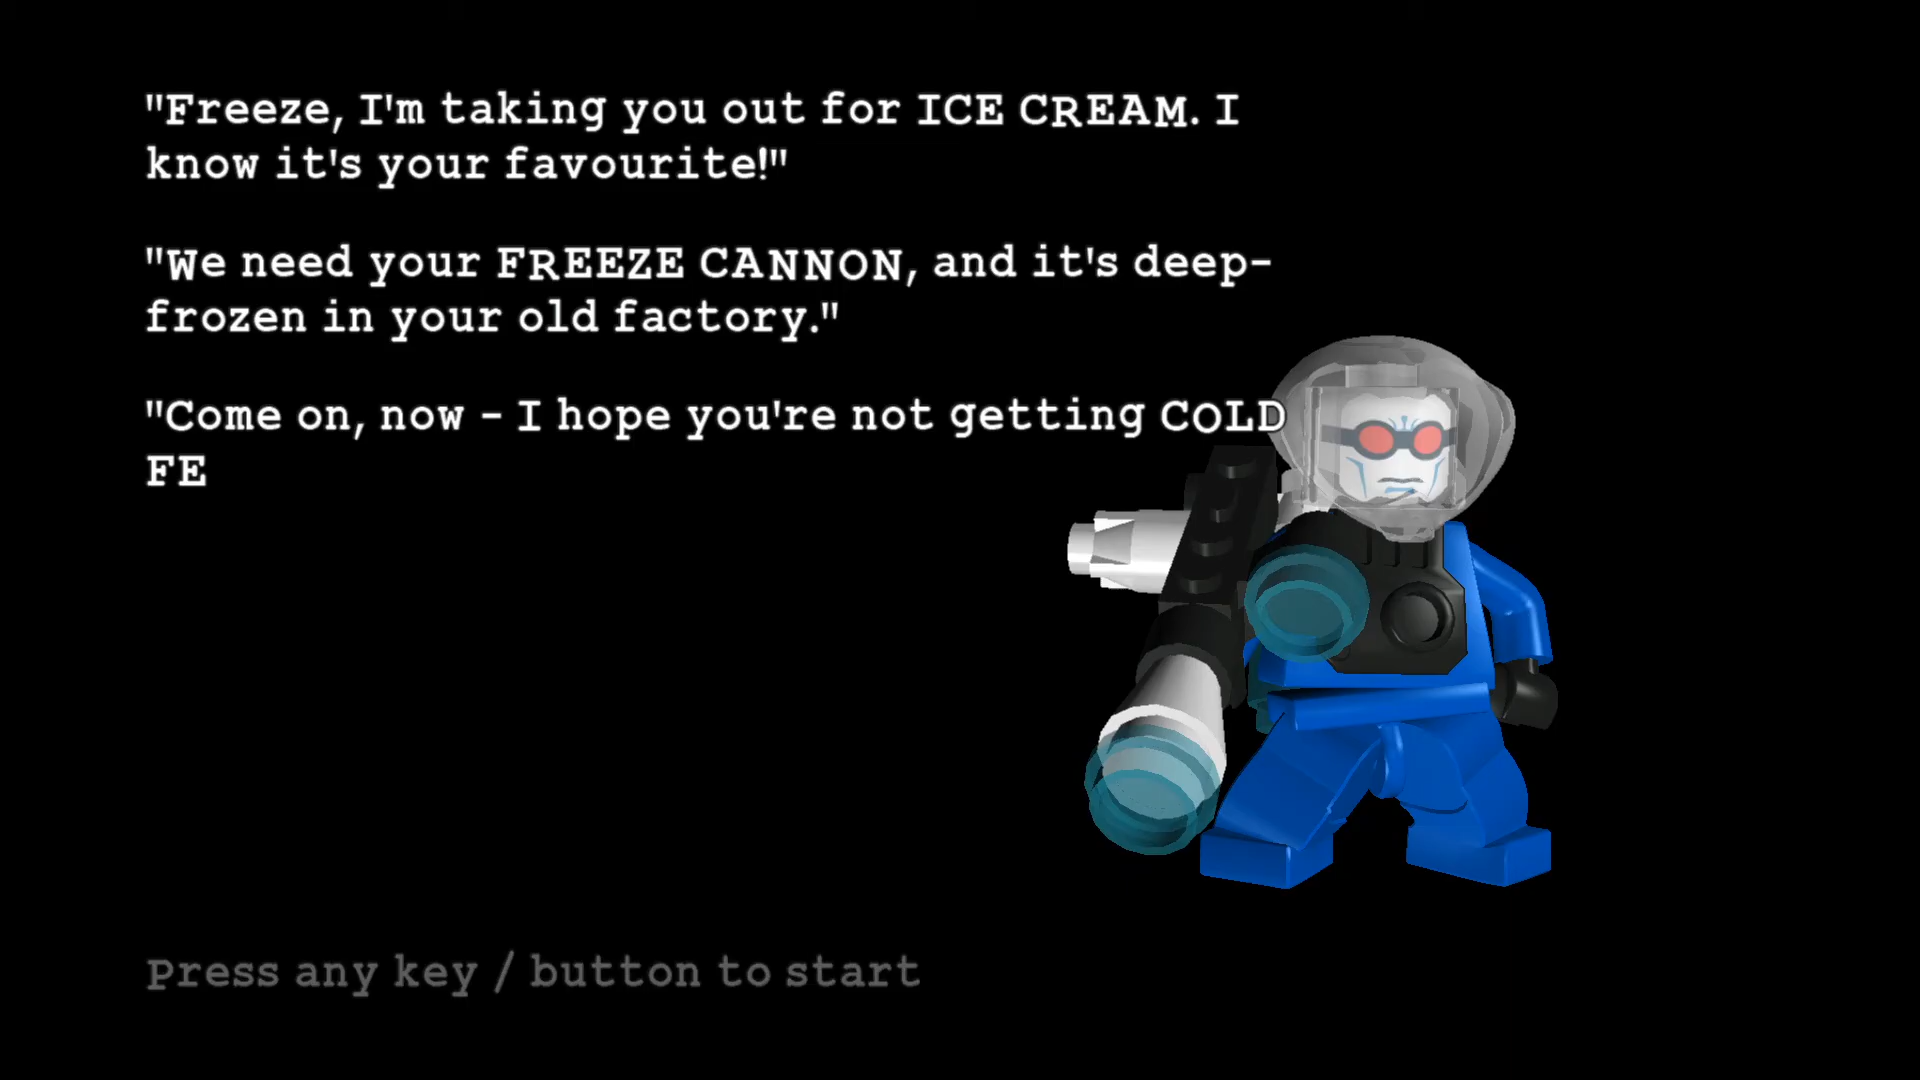 "Freeze, I'm taking you out for ICE CREAM. I
know it's your favourite!"
"We need your FREEZE CANNON, and it's deep-
frozen in your old factory."
"Come on, now - I hope you're not getting COLD
FE
Press any key / button to start